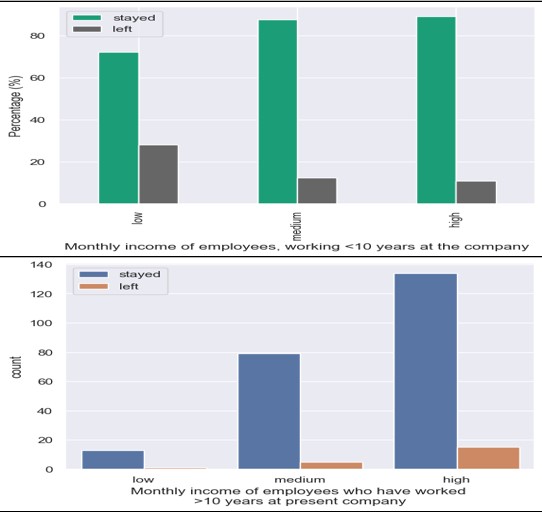 stayed
left
Percentage (%)
80
60
40
20
0
low
medium
high
Monthly income of employees, working <10 years at the company
stayed
left
count
140
120
100
80
60
40
20
0
low
medium
high
Monthly income of employees who have worked
>10 years at present company